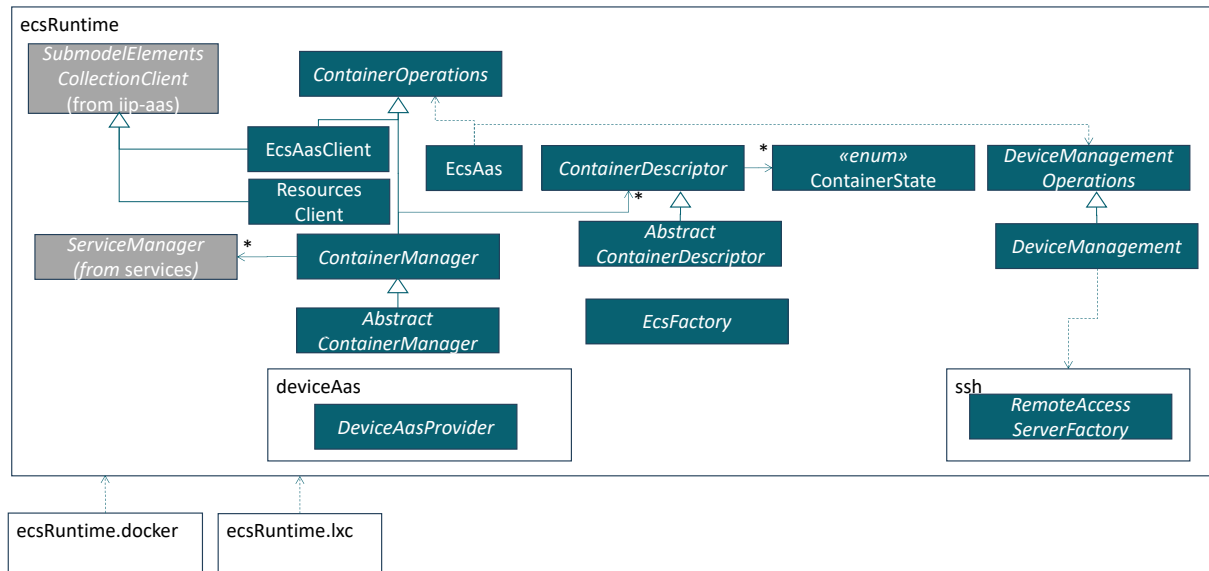 ecsRuntime
SubmodelElements
CollectionClient
(from iip-aas)
ContainerOperations
EcsAasClient
EcsAas
ContainerDescriptor
*
«enum»
ContainerState
DeviceManagement
Operations
Resources
Client
*
ServiceManager
(from services)
*
ContainerManager
Abstract
ContainerDescriptor
DeviceManagement
Abstract
ContainerManager
EcsFactory
deviceAas
DeviceAasProvider
ssh
RemoteAccess
ServerFactory
ecsRuntime.docker
ecsRuntime.lxc